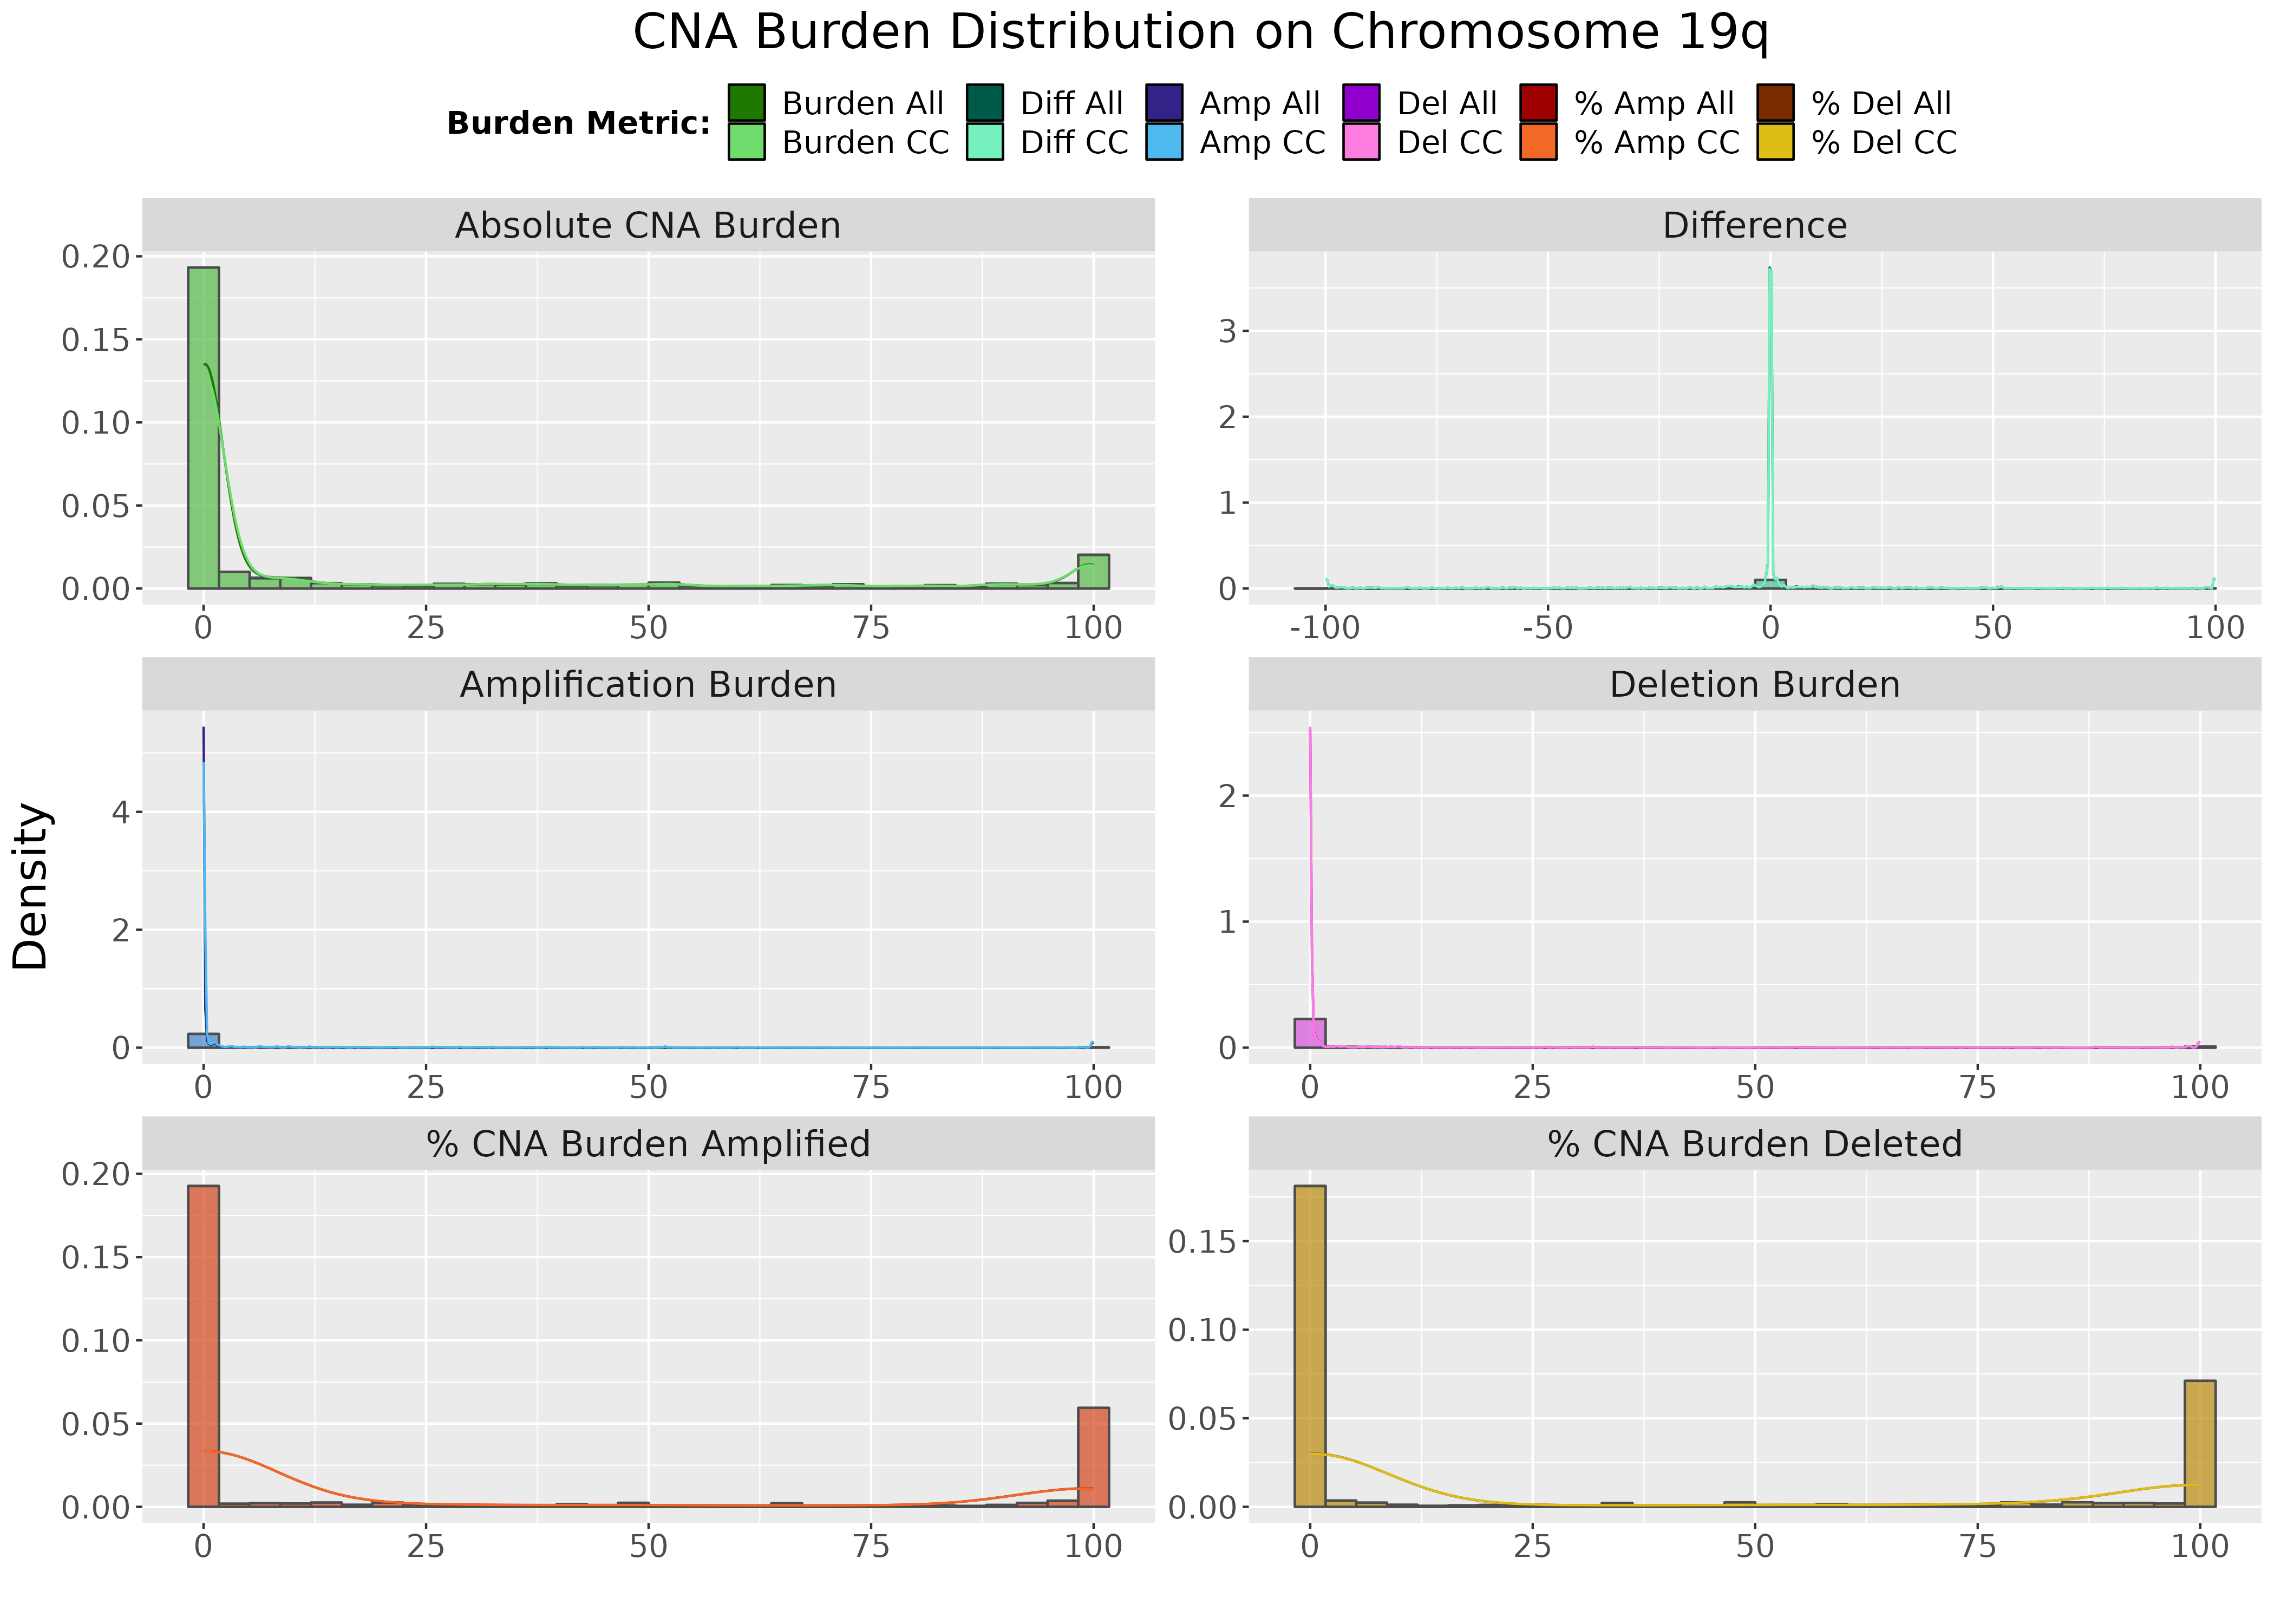 CNA Burden Distribution on Chromosome 19q
Burden Metric:
Burden All Diff All Amp All Del All % Amp All % Del All
Burden CC Diff CC Amp CC Del CC % Amp CC % Del CC
Absolute CNA Burden
0.20
0.15
0.10
0.05
0.00
0 25 50 75 100
Difference
3
2
1
0
-100 -50 0 50 100
Density
Amplification Burden
4
2
0
0 25 50 75 100
Deletion Burden
2
1
0
0 25 50 75 100
% CNA Burden Amplified
0.20
0.15
0.10
0.05
0.00
0 25 50 75 100
% CNA Burden Deleted
0.15
0.10
0.05
0.00
0 25 50 75 100